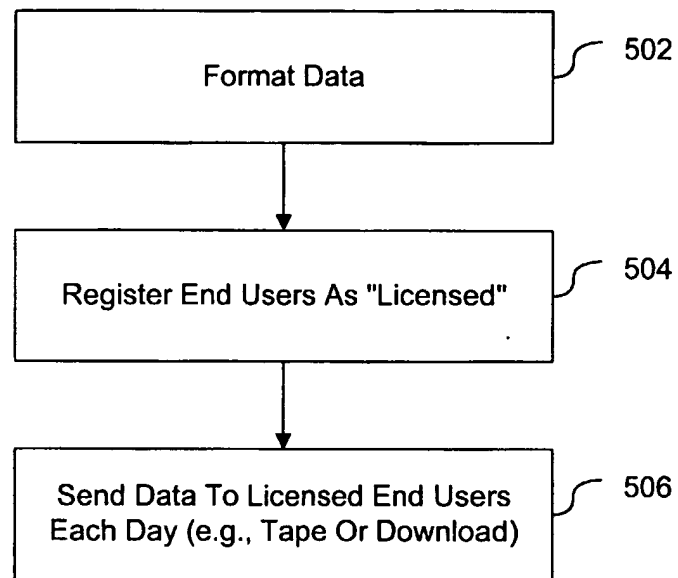 Format Data
502
Register End Users As "Licensed"
504
Send Data To Licensed End Users
Each Day (e.g., Tape Or Download)
506